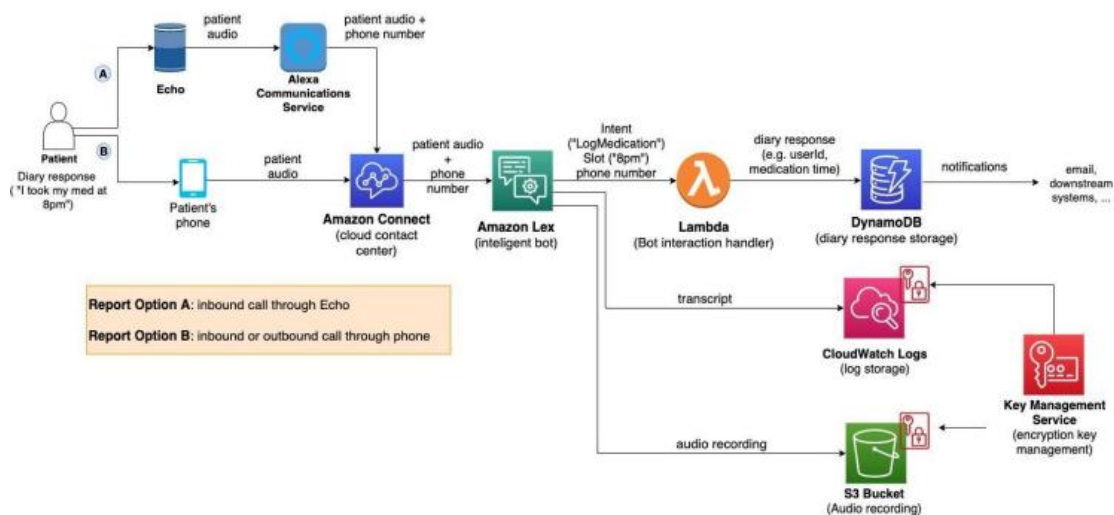 patient
audio
patient audio +
phone number
A
Echo
Alexa
Communications
Service
B
Patient
Diary response
( "I took my med at
8pm")
patient
audio
Patient's
phone
Amazon Connect
(cloud contact
center)
patient audio
+
phone
number
Amazon Lex
(inteligent bot)
Intent
("LogMedication")
Slot ("8pm")
phone number
Lambda
(Bot interaction handler)
diary response
(e.g. userId,
medication time)
DynamoDB
(diary response storage)
notifications
email,
downstream
systems, ...
Report Option A: inbound call through Echo
Report Option B: inbound or outbound call through phone
transcript
CloudWatch Logs
(log storage)
Key Management
Service
(encryption key
management)
audio recording
S3 Bucket
(Audio recording)